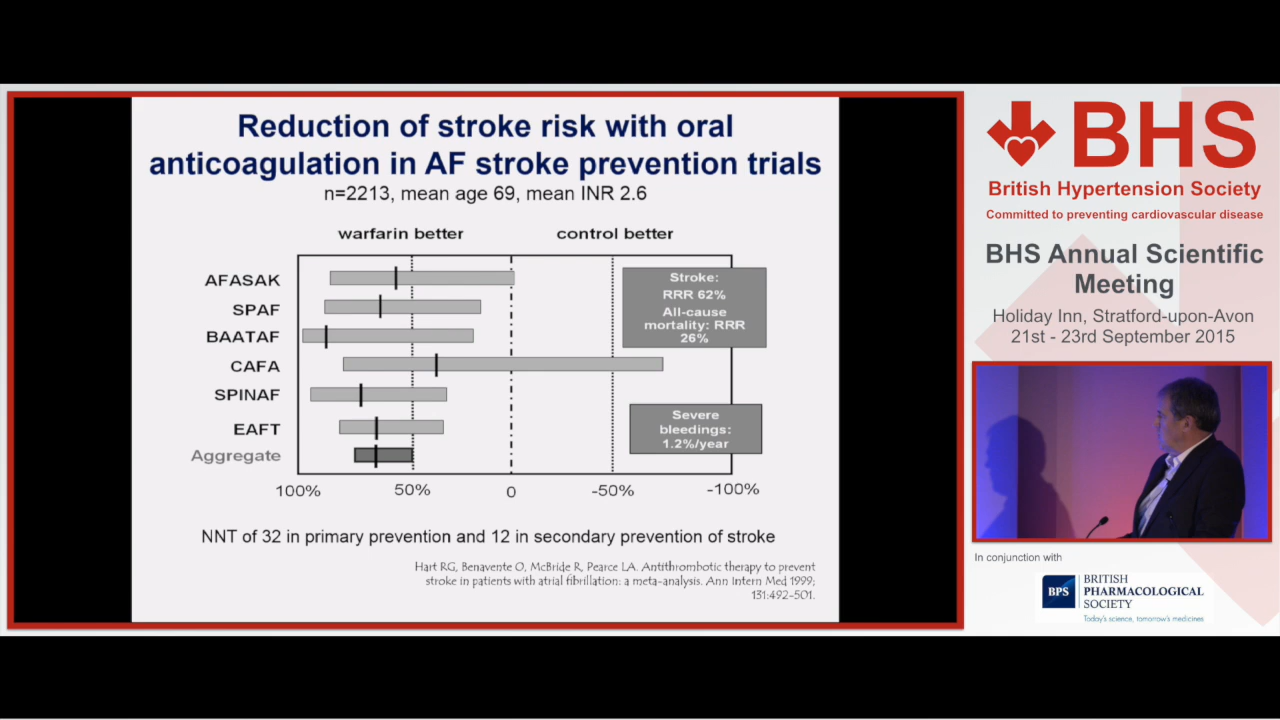 Reduction of stroke risk with oral
anticoagulation in AF stroke prevention trials
n=2213, mean age 69, mean INR 2.6
warfarin better
control better
AFASAK
SPAF
BAATAF
CAFA
SPINAF
EAFT
Aggregate
Stroke:
RRR 62%
All-cause
mortality: RRR
26%
Severe
bleedings:
1.2%/year
100%
50%
0
-50%
-100%
NNT of 32 in primary prevention and 12 in secondary prevention of stroke
Hart RG, Benavente O, McBride R, Pearce LA. Antithrombotic therapy to prevent
stroke in patients with atrial fibrillation: a meta-analysis. Ann Intern Med 1999;
131:492-501.
BHS
British Hypertension Society
Committed to preventing cardiovascular disease
BHS Annual Scientific
Meeting
Holiday Inn, Stratford-upon-Avon
21st - 23rd September 2015
In conjunction with
BPS
BRITISH
PHARMACOLOGICAL
SOCIETY
Today's science, tomorrow's medicines